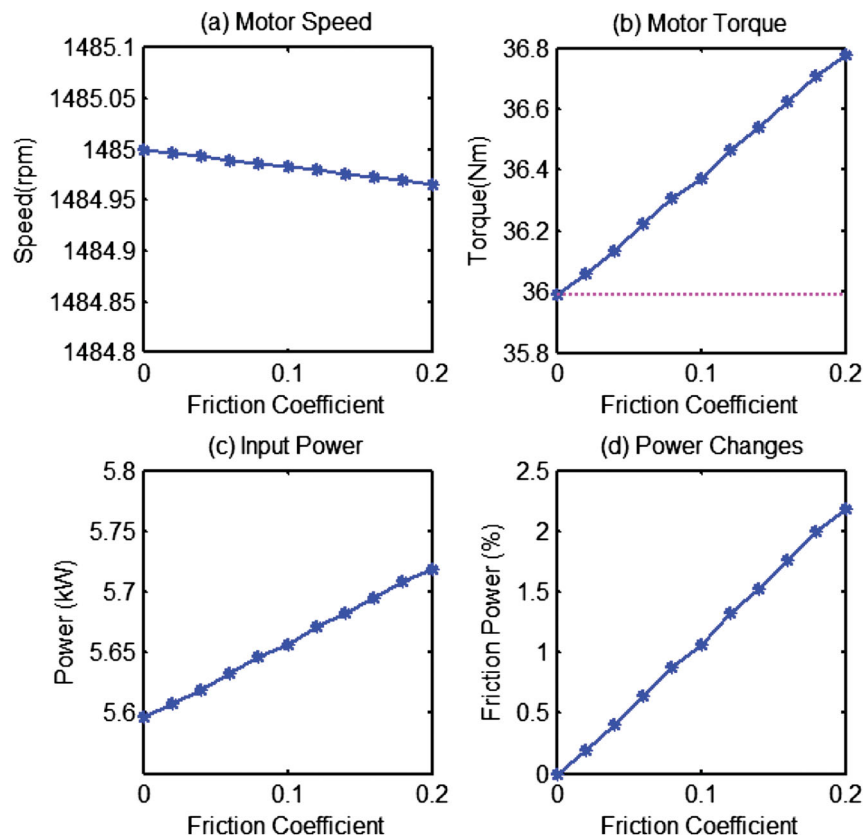 (a) Motor Speed
1485.1
1485.05
1485
1484.95
1484.9
1484.85
1484.8
Speed(rpm)
0 0.1 0.2
Friction Coefficient
(b) Motor Torque
36.8
36.6
36.4
36.2
36
35.8
Torque(Nm)
0 0.1 0.2
Friction Coefficient
(c) Input Power
5.8
5.75
5.7
5.65
5.6
Power (kW)
0 0.1 0.2
Friction Coefficient
(d) Power Changes
2.5
2
1.5
1
0.5
0
Friction Power (%)
0 0.1 0.2
Friction Coefficient